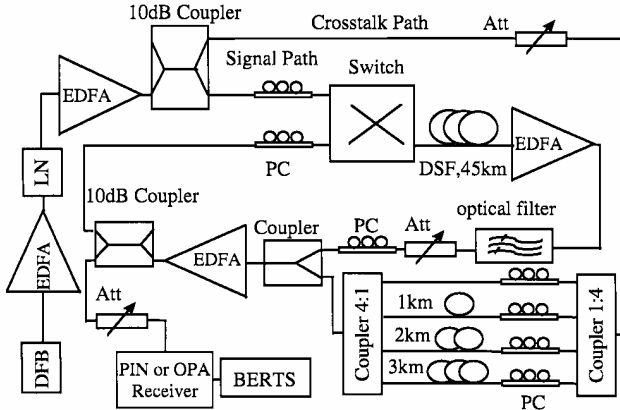 10dB Coupler
Crosstalk Path
Att
Signal Path
Switch
EDFA
EDFA
LN
PC
DSF,45km
10dB Coupler
PC
Att
optical filter
Coupler
EDFA
EDFA
Att
1km
2km
3km
Coupler 4:1
Coupler 1:4
DFB
PIN or OPA
Receiver
BERTS
PC